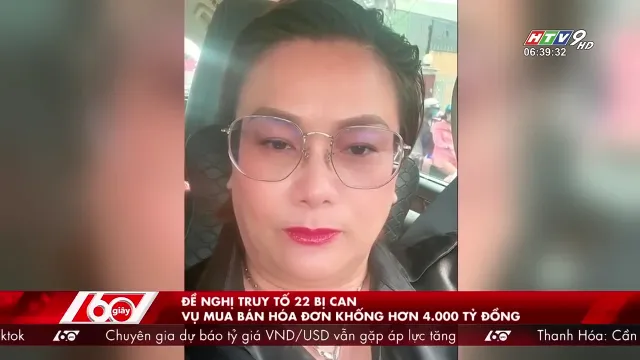 HTV9 HD
06:39:32
60 giây
ĐỀ NGHỊ TRUY TỐ 22 BỊ CAN
VỤ MUA BÁN HÓA ĐƠN KHỐNG HƠN 4.000 TỶ ĐỒNG
ktok
Chuyên gia dự báo tỷ giá VND/USD vẫn gặp áp lực tăng
Thanh Hóa: Cần